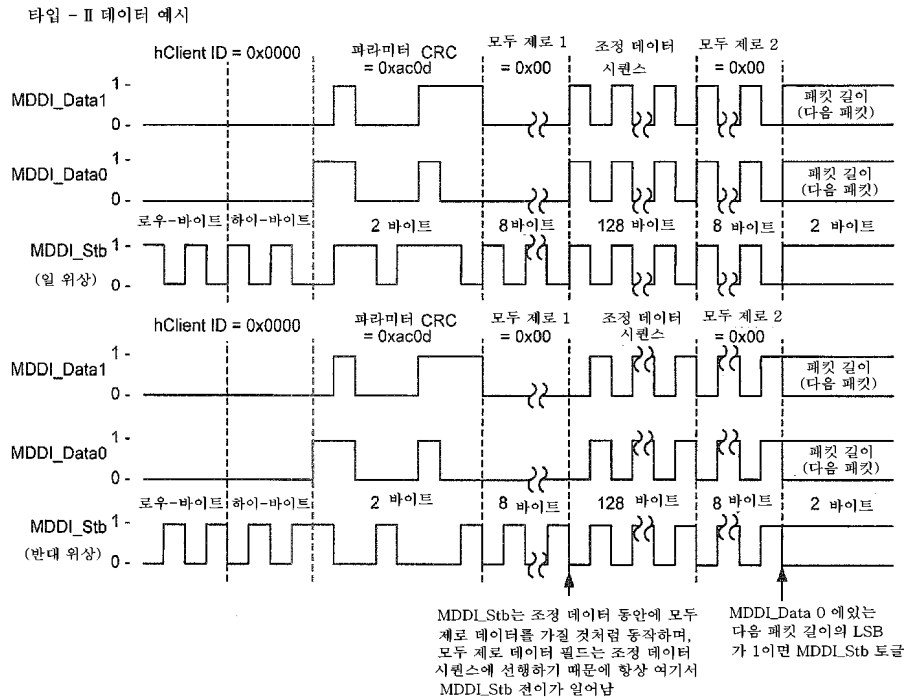 타입 - II 데이터 예시
hClient ID = 0x0000
파라미터 CRC
= 0xac0d
모두 제로 1
= 0x00
조정 데이터
시퀀스
모두 제로 2
= 0x00
MDDI_Data1
1 -
0 -
패킷 길이
(다음 패킷)
MDDI_Data0
1 -
0 -
패킷 길이
(다음 패킷)
로우-바이트
하이-바이트
2 바이트
8바이트
128 바이트
8 바이트
2 바이트
MDDI_Stb
(일 위상)
1 -
0 -
hClient ID = 0x0000
파라미터 CRC
= 0xac0d
모두 제로 1
= 0x00
조정 데이터
시퀀스
모두 제로 2
= 0x00
MDDI_Data1
1 -
0 -
패킷 길이
(다음 패킷)
MDDI_Data0
1 -
0 -
패킷 길이
(다음 패킷)
로우-바이트
하이-바이트
2 바이트
8 바이트
128 바이트
8 바이트
2 바이트
MDDI_Stb
(반대 위상)
1 -
0 -
MDDI_Stb는 조정 데이터 동안에 모두
제로 데이터를 가질 것처럼 동작하며,
모두 제로 데이터 필드는 조정 데이터
시퀀스에 선행하기 때문에 항상 여기서
MDDI_Stb 전이가 일어남
MDDI_Data 0 에있는
다음 패킷 길이의 LSB
가 1이면 MDDI_Stb 토글